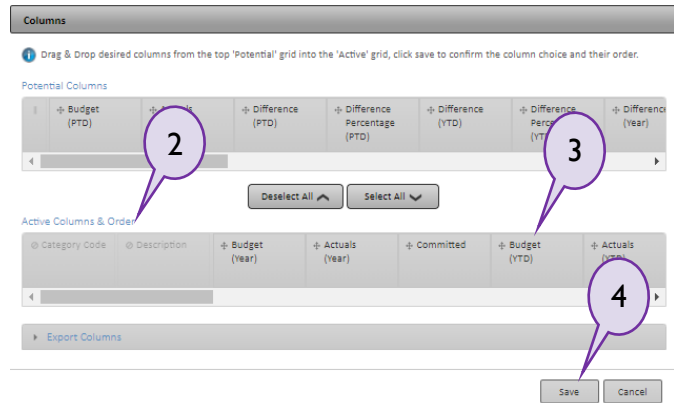 Columns
Drag & Drop desired columns from the top 'Potential' grid into the 'Active' grid, click save to confirm the column choice and their order.
Potential Columns
Budget (PTD) Difference (PTD) Difference Percentage (PTD) Difference (YTD) Difference Difference (Year)
2
3
Deselect All Select All
Active Columns & Order
Category Code Description Budget (Year) Actuals (Year) Committed Budget (YTD) Actuals
4
Export Columns
Save Cancel